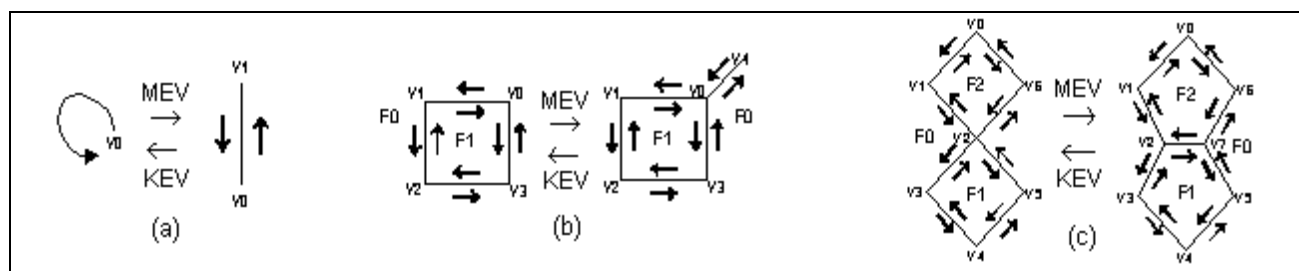 V0
MEV
KEV
V1
V0
(a)
V1 V0
F0 F1
V2 V3
MEV
KEV
V4
V1 V0
F0
F1
V2 V3
(b)
V0
V1 F2 V6
F0 V2
V3 F1 V5
V4
MEV
KEV
V0
V1 F2 V6
V2 V7 F0
V3 F1 V5
V4
(c)